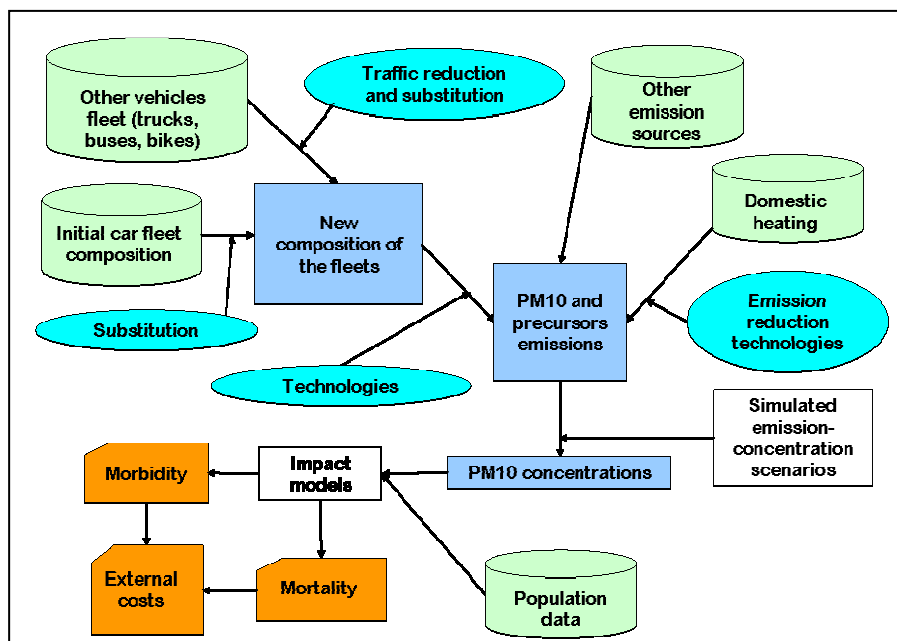 Other vehicles
fleet (trucks,
buses, bikes)
Traffic reduction
and substitution
Other
emission
sources
Initial car fleet
composition
New
composition of
the fleets
Domestic
heating
Substitution
PM10 and
precursors
emissions
Emission
reduction
technologies
Technologies
Simulated
emission-
concentration
scenarios
Morbidity
Impact
models
PM10 concentrations
External
costs
Mortality
Population
data